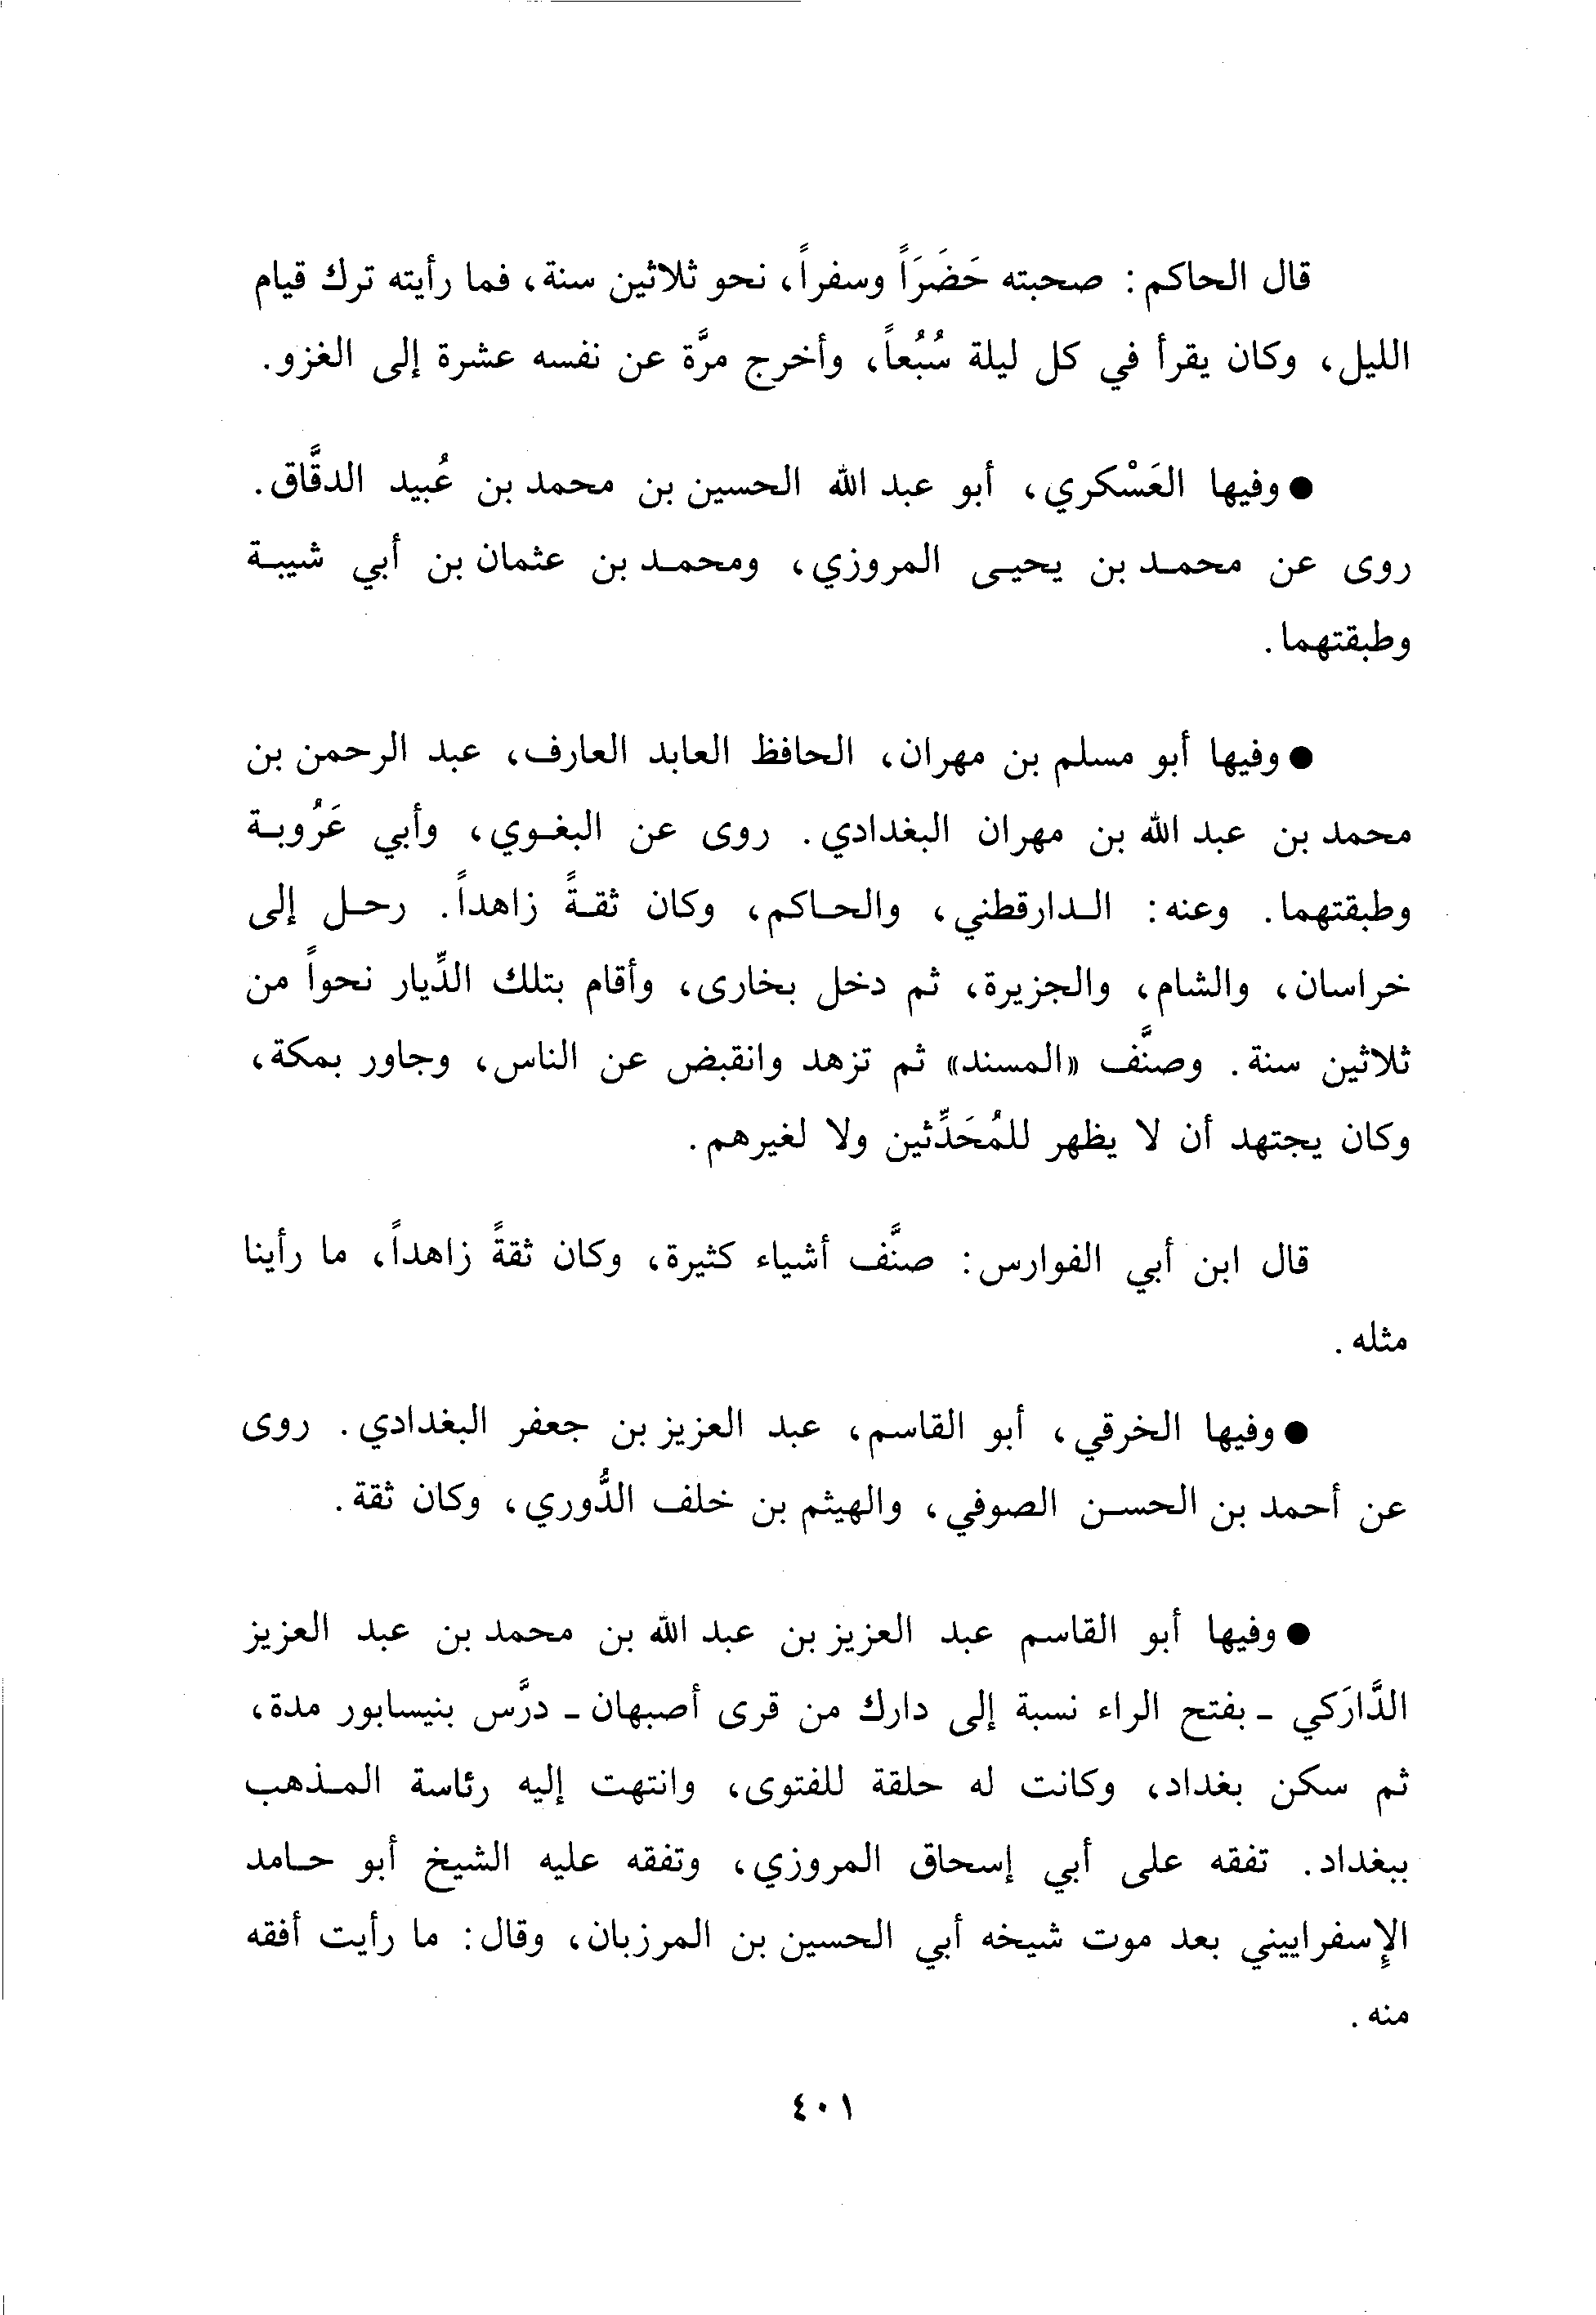 قال الحاكم: صحبته حَضَرَاً وسفراً، نحو ثلاثين سنة، فما رأيته ترك قيام
الليل، وكان يقرأ في كل ليلة سُبُعاً، وأخرج مرَّة عن نفسه عشرة إلى الغزو.
● وفيها العَسْكري، أبو عبد الله الحسين بن محمد بن عُبيد الدقَّاق.
روى عن محمد بن يحيى المروزي، ومحمد بن عثمان بن أبي شيبة
وطبقتهما.
● وفيها أبو مسلم بن مهران، الحافظ العابد العارف، عبد الرحمن بن
محمد بن عبد الله بن مهران البغدادي. روى عن البغوي، وأبي عَرُوبة
وطبقتهما. وعنه: الدارقطني، والحاكم، وكان ثقةً زاهداً. رحل إلى
خراسان، والشام، والجزيرة، ثم دخل بخارى، وأقام بتلك الدِّيار نحواً من
ثلاثين سنة. وصنَّف «المسند» ثم تزهد وانقبض عن الناس، وجاور بمكة،
وكان يجتهد أن لا يظهر للمُحَدِّثين ولا لغيرهم.
قال ابن أبي الفوارس: صنَّف أشياء كثيرة، وكان ثقةً زاهداً، ما رأينا
مثله.
● وفيها الخرقي، أبو القاسم، عبد العزيز بن جعفر البغدادي. روى
عن أحمد بن الحسن الصوفي، والهيثم بن خلف الدُّوري، وكان ثقة.
● وفيها أبو القاسم عبد العزيز بن عبد الله بن محمد بن عبد العزيز
الدَّارَكي - بفتح الراء نسبة إلى دارك من قرى أصبهان - درَّس بنيسابور مدة،
ثم سكن بغداد، وكانت له حلقة للفتوى، وانتهت إليه رئاسة المذهب
ببغداد. تفقه على أبي إسحاق المروزي، وتفقه عليه الشيخ أبو حامد
الإسفراييني بعد موت شيخه أبي الحسين بن المرزبان، وقال: ما رأيت أفقه
منه.
٤٠١